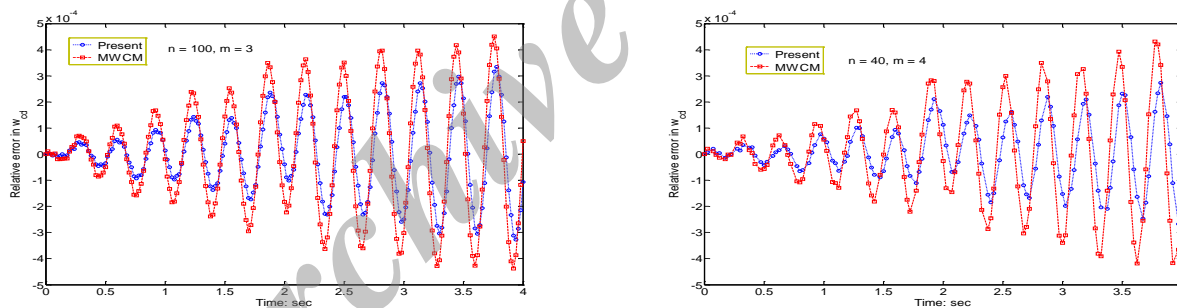 5 x 10^-4
Present
MWCM
n = 100, m = 3
4
3
2
1
0
-1
-2
-3
-4
-5
Relative error in w_cd
0 0.5 1 1.5 2 2.5 3 3.5 4
Time: sec
5 x 10^-4
Present
MWCM
n = 40, m = 4
4
3
2
1
0
-1
-2
-3
-4
-5
Relative error in w_cd
0 0.5 1 1.5 2 2.5 3 3.5
Time: sec
rchive